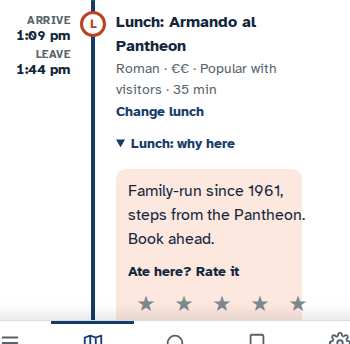 ARRIVE
1:09 pm
LEAVE
1:44 pm
L
Lunch: Armando al
Pantheon
Roman · €€ · Popular with
visitors · 35 min
Change lunch
▼ Lunch: why here
Family-run since 1961,
steps from the Pantheon.
Book ahead.
Ate here? Rate it
★ ★ ★ ★ ★